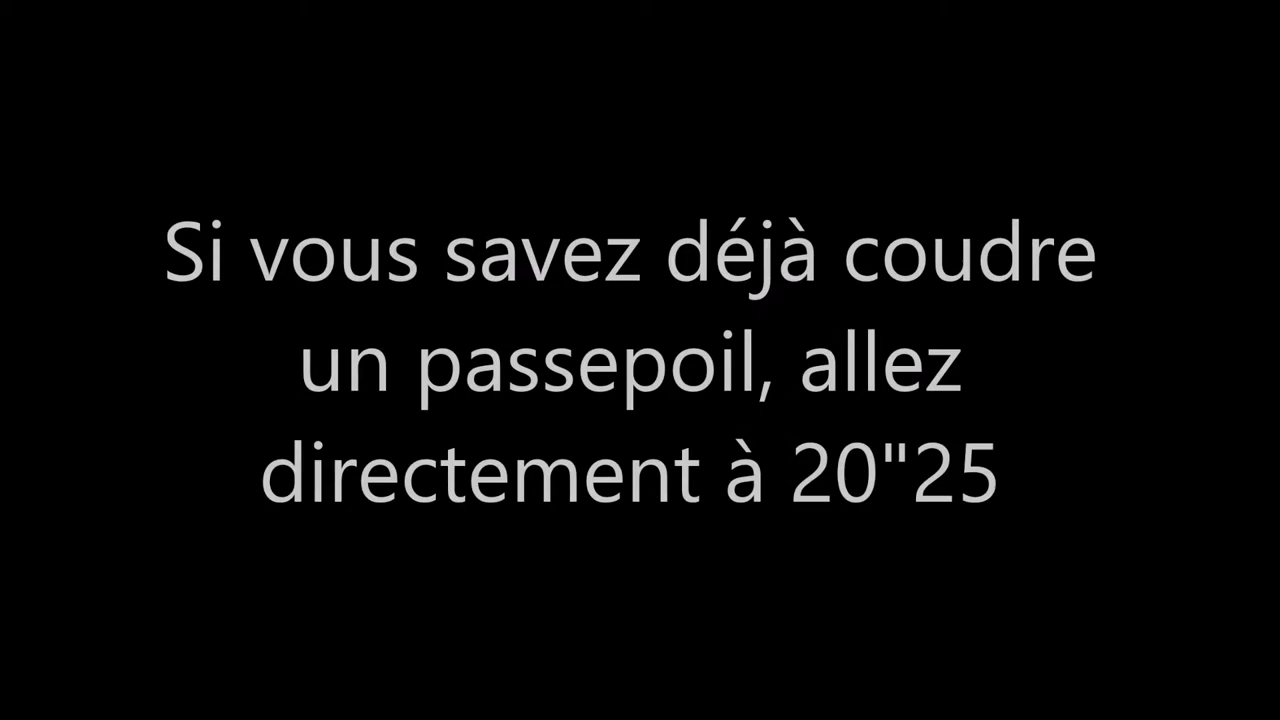 Si vous savez déjà coudre
un passepoil, allez
directement à 20"25